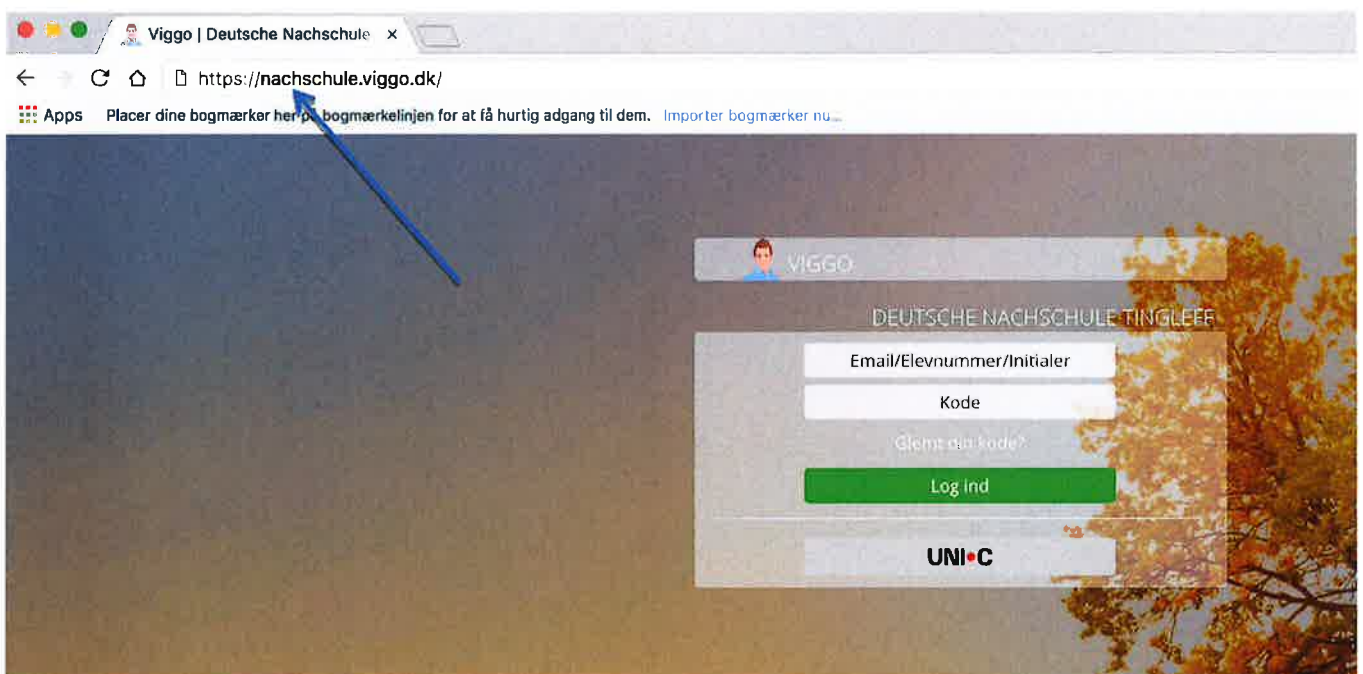 Viggo | Deutsche Nachschule
https://nachschule.viggo.dk/
Apps Placer dine bogmærker her på bogmærkelinjen for at få hurtig adgang til dem. Importer bogmærker nu...
VIGGO
DEUTSCHE NACHSCHULE TINGLEFF
Email/Elevnummer/Initialer
Kode
Glemt din kode?
Log ind
UNI•C